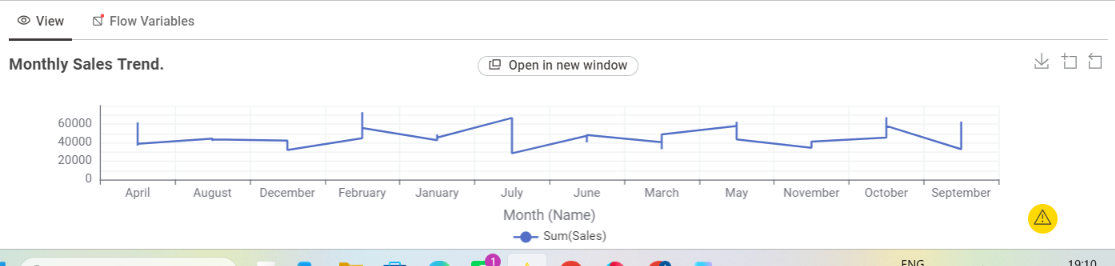 View Flow Variables
Monthly Sales Trend.
Open in new window
60000
40000
20000
0
April August December February January July June March May November October September
Month (Name)
Sum(Sales)
1
ENG
19:10